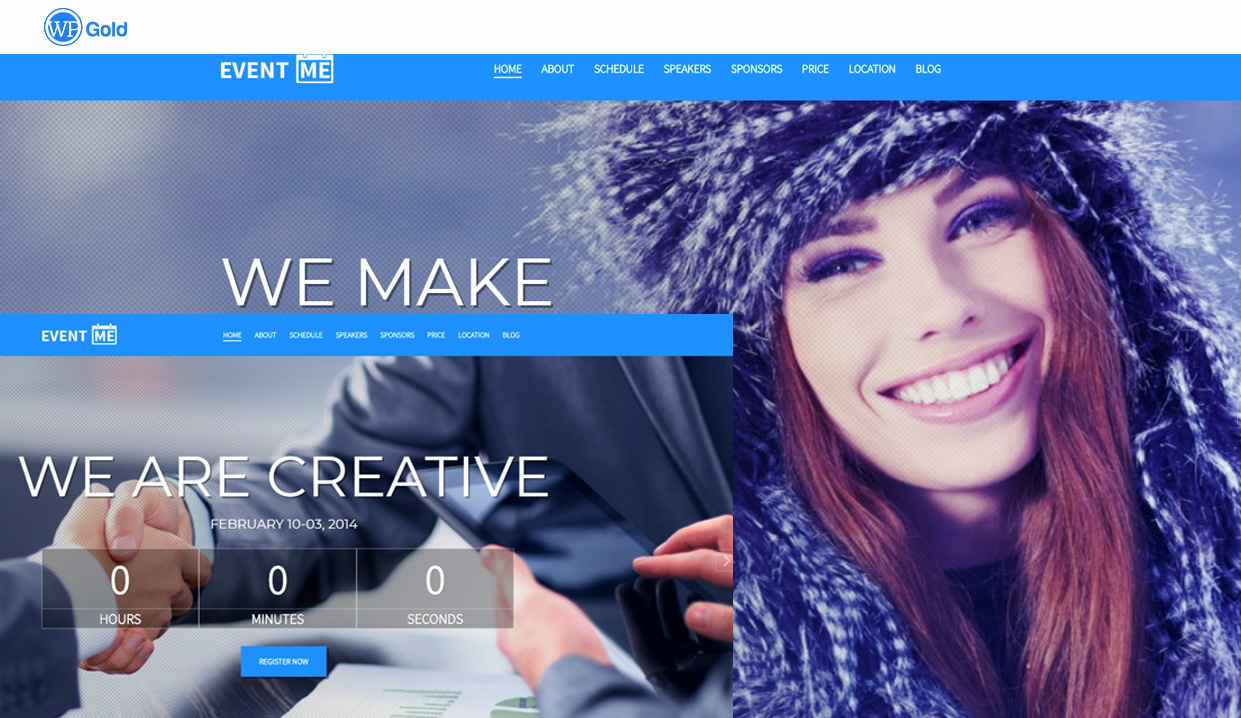 WP Gold
EVENT ME
HOME ABOUT SCHEDULE SPEAKERS SPONSORS PRICE LOCATION BLOG
WE MAKE
EVENT ME
HOME ABOUT SCHEDULE SPEAKERS SPONSORS PRICE LOCATION BLOG
WE ARE CREATIVE
FEBRUARY 10-03, 2014
0 0 0
HOURS MINUTES SECONDS
REGISTER NOW